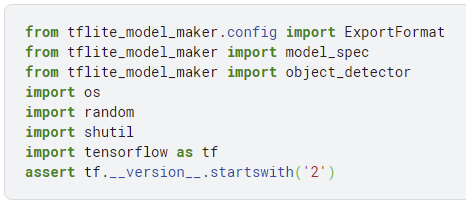 from tflite_model_maker.config import ExportFormat
from tflite_model_maker import model_spec
from tflite_model_maker import object_detector
import os
import random
import shutil
import tensorflow as tf
assert tf.__version__.startswith('2')